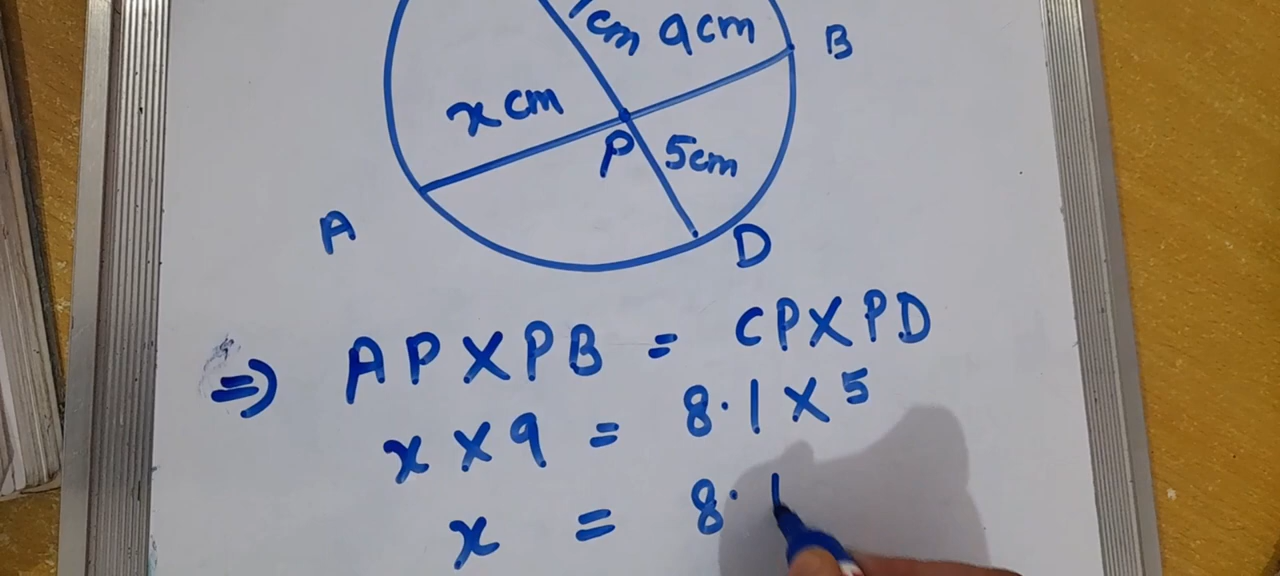 cm 9cm
B
x cm
P
5cm
A
D
⇒ AP X PB = CP X PD
x X 9 = 8.1 X 5
x = 8.1